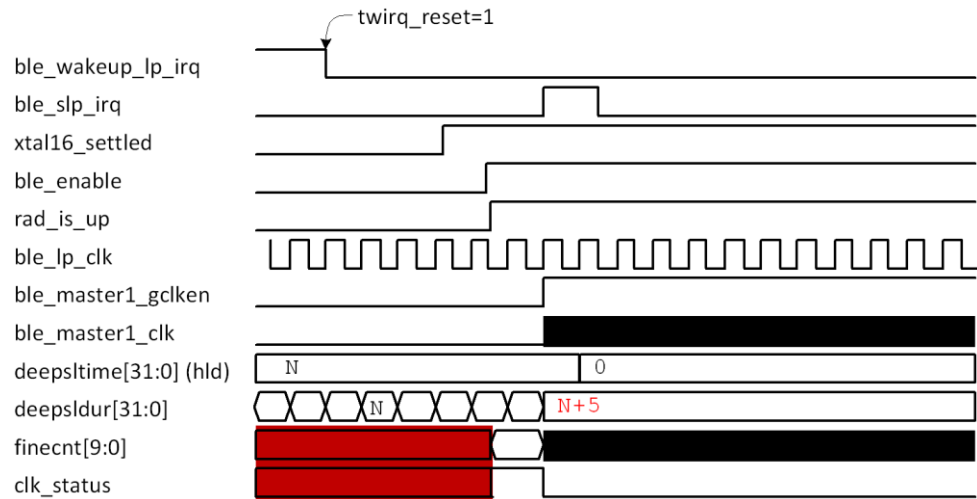 twirq_reset=1
ble_wakeup_lp_irq
ble_slp_irq
xtal16_settled
ble_enable
rad_is_up
ble_lp_clk
ble_master1_gclken
ble_master1_clk
deepsltime[31:0] (hld) N 0
deepsldur[31:0] N N+5
finecnt[9:0]
clk_status